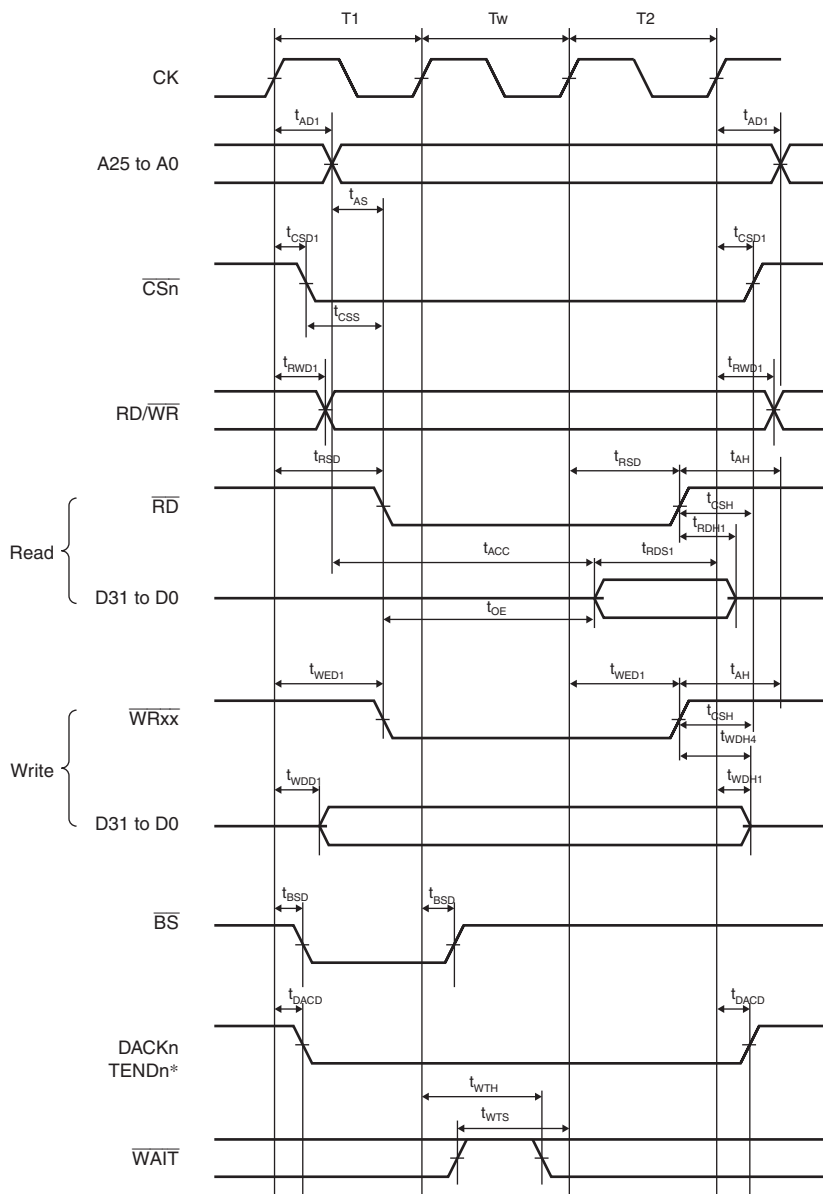 T1 Tw T2
CK
tAD1 tAD1
A25 to A0
tAS
tCSD1 tCSD1
CSn
tCSS
tRWD1 tRWD1
RD/WR
tRSD tRSD tAH
RD
tCSH
tRDH1
Read
tACC tRDS1
D31 to D0
tOE
tWED1 tWED1 tAH
WRxx
tCSH
tWDH4
Write
tWDD1 tWDH1
D31 to D0
tBSD tBSD
BS
tDACD tDACD
DACKn
TENDn*
tWTH
tWTS
WAIT